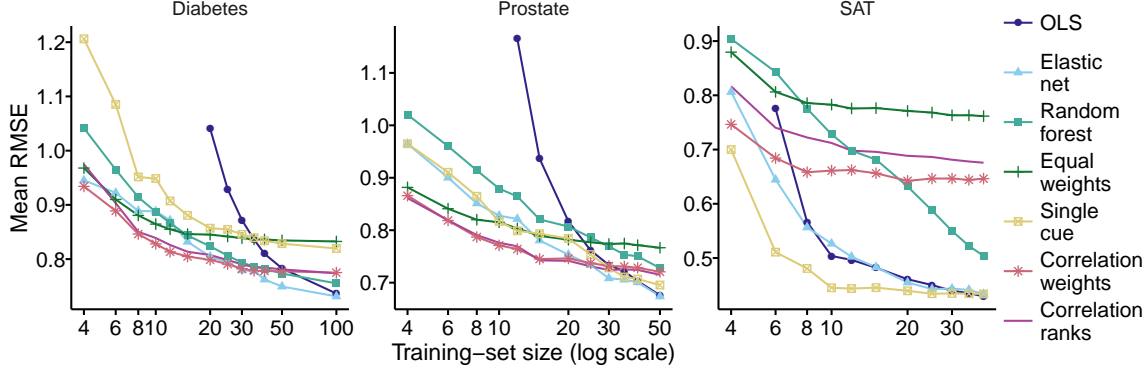 Diabetes
Prostate
SAT
Mean RMSE
1.2
1.1
1.0
0.9
0.8
4 6 8 10 20 30 50 100
1.1
1.0
0.9
0.8
0.7
4 6 8 10 20 30 50
0.9
0.8
0.7
0.6
0.5
4 6 8 10 20 30
Training−set size (log scale)
OLS
Elastic
net
Random
forest
Equal
weights
Single
cue
Correlation
weights
Correlation
ranks